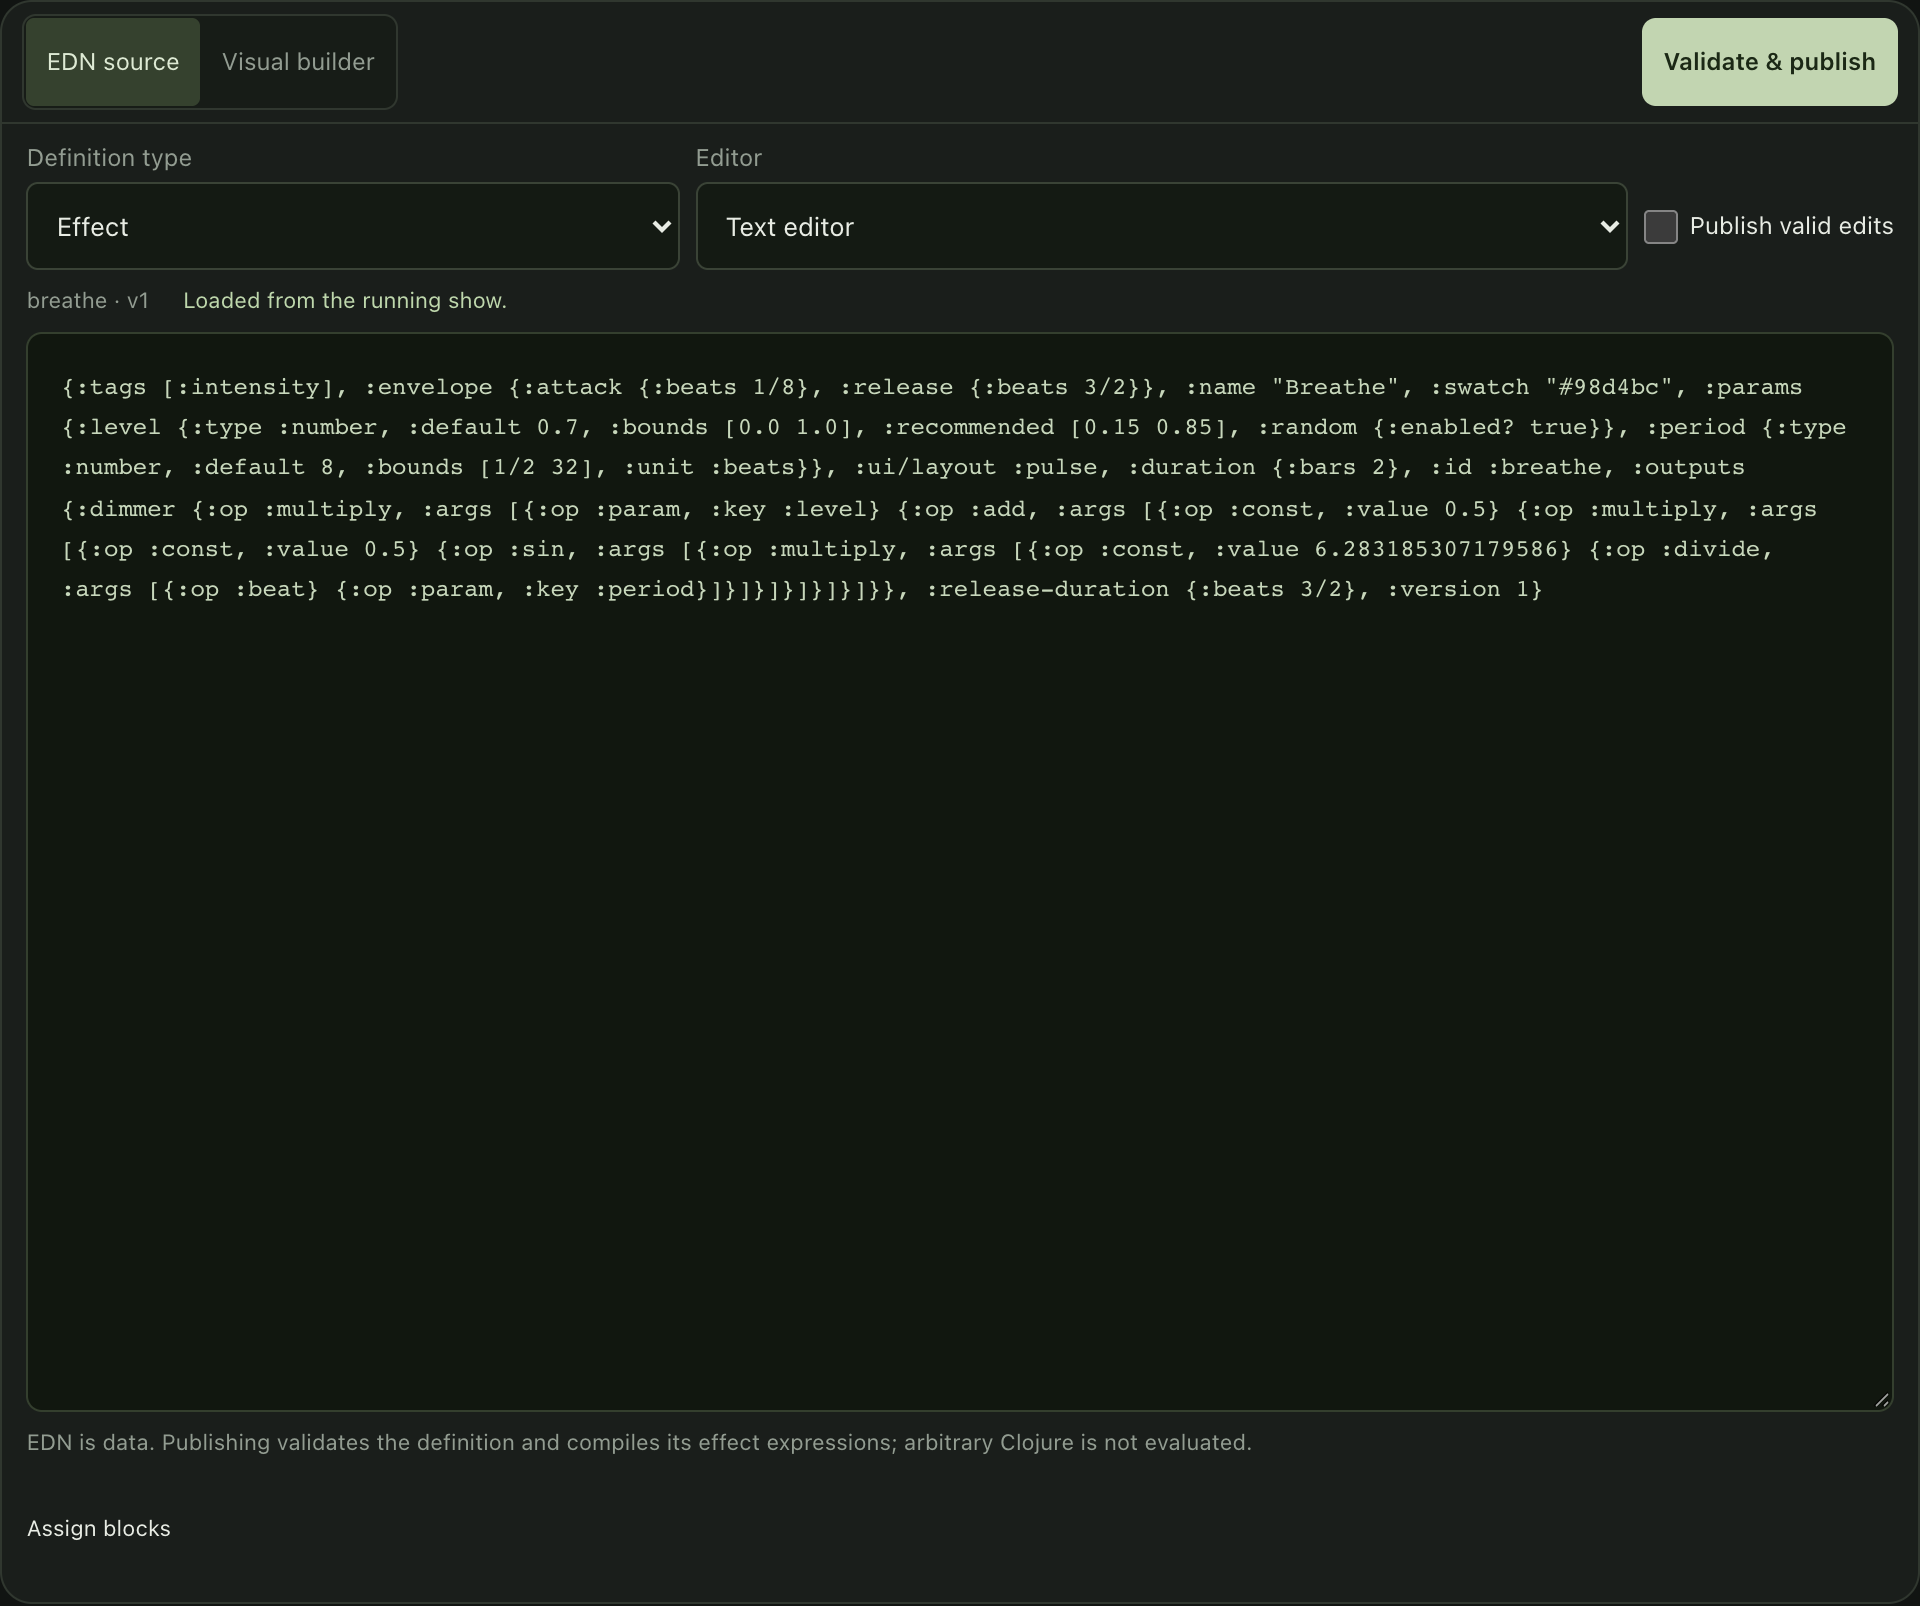 EDN source Visual builder Validate & publish
Definition type Editor
Effect Text editor Publish valid edits
breathe · v1 Loaded from the running show.
{:tags [:intensity], :envelope {:attack {:beats 1/8}, :release {:beats 3/2}}, :name "Breathe", :swatch "#98d4bc", :params
{:level {:type :number, :default 0.7, :bounds [0.0 1.0], :recommended [0.15 0.85], :random {:enabled? true}}, :period {:type
:number, :default 8, :bounds [1/2 32], :unit :beats}}, :ui/layout :pulse, :duration {:bars 2}, :id :breathe, :outputs
{:dimmer {:op :multiply, :args [{:op :param, :key :level} {:op :add, :args [{:op :const, :value 0.5} {:op :multiply, :args
[{:op :const, :value 0.5} {:op :sin, :args [{:op :multiply, :args [{:op :const, :value 6.283185307179586} {:op :divide,
:args [{:op :beat} {:op :param, :key :period}]}]}]}]}]}]}}, :release-duration {:beats 3/2}, :version 1}
EDN is data. Publishing validates the definition and compiles its effect expressions; arbitrary Clojure is not evaluated.
Assign blocks